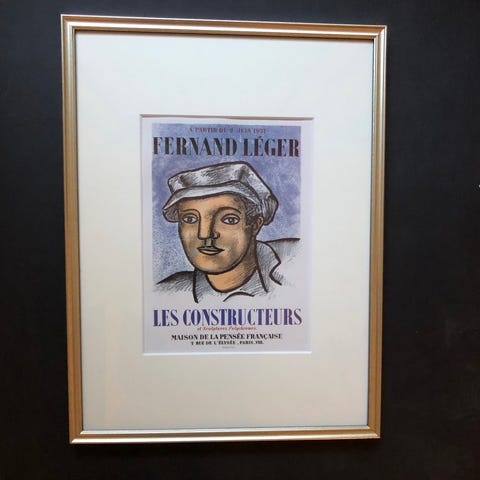 A PARTIR DU 9 JUIN 1951
FERNAND LÉGER
LES CONSTRUCTEURS
et Sculptures Polychromes.
MAISON DE LA PENSÉE FRANÇAISE
2 RUE DE L'ÉLYSÉE, PARIS, VIII.